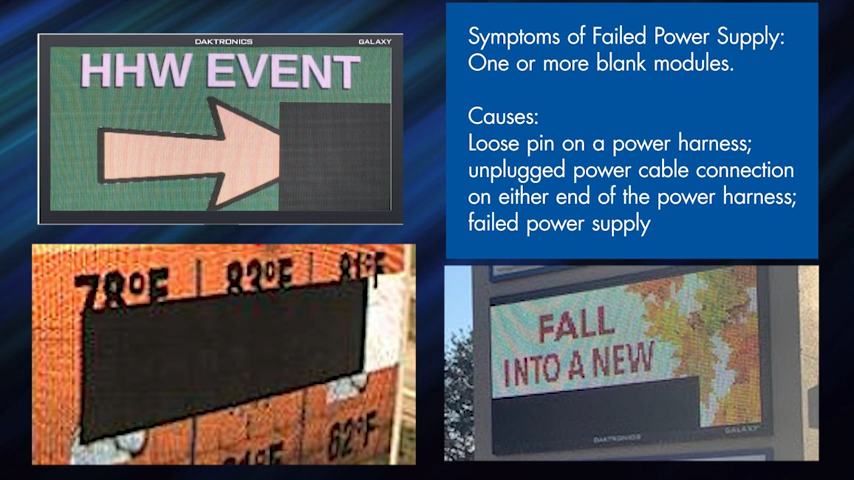 DAKTRONICS GALAXY
HHW EVENT
Symptoms of Failed Power Supply:
One or more blank modules.
Causes:
Loose pin on a power harness;
unplugged power cable connection
on either end of the power harness;
failed power supply
78°F 82°F 81°F
62°F
FALL
INTO A NEW
DAKTRONICS GALAXY